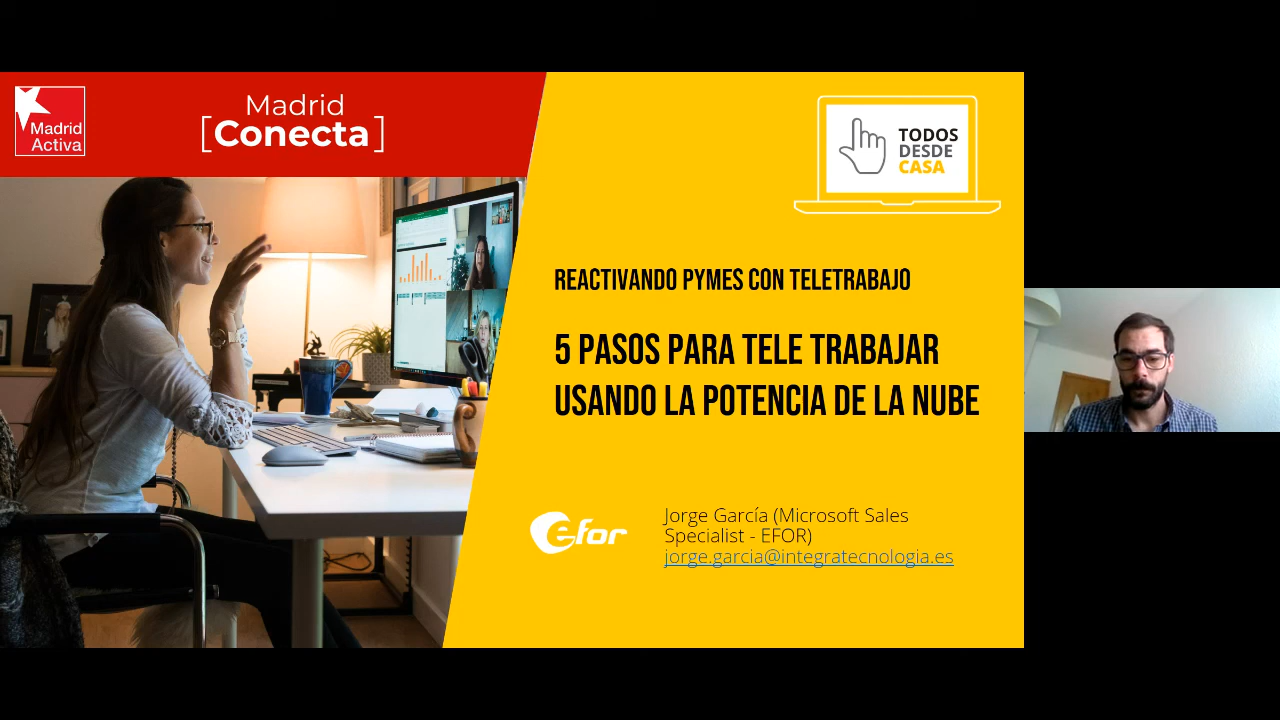 Madrid
Activa
Madrid
[Conecta]
TODOS
DESDE
CASA
REACTIVANDO PYMES CON TELETRABAJO
5 PASOS PARA TELE TRABAJAR
USANDO LA POTENCIA DE LA NUBE
efor
Jorge García (Microsoft Sales
Specialist - EFOR)
jorge.garcia@integratecnologia.es